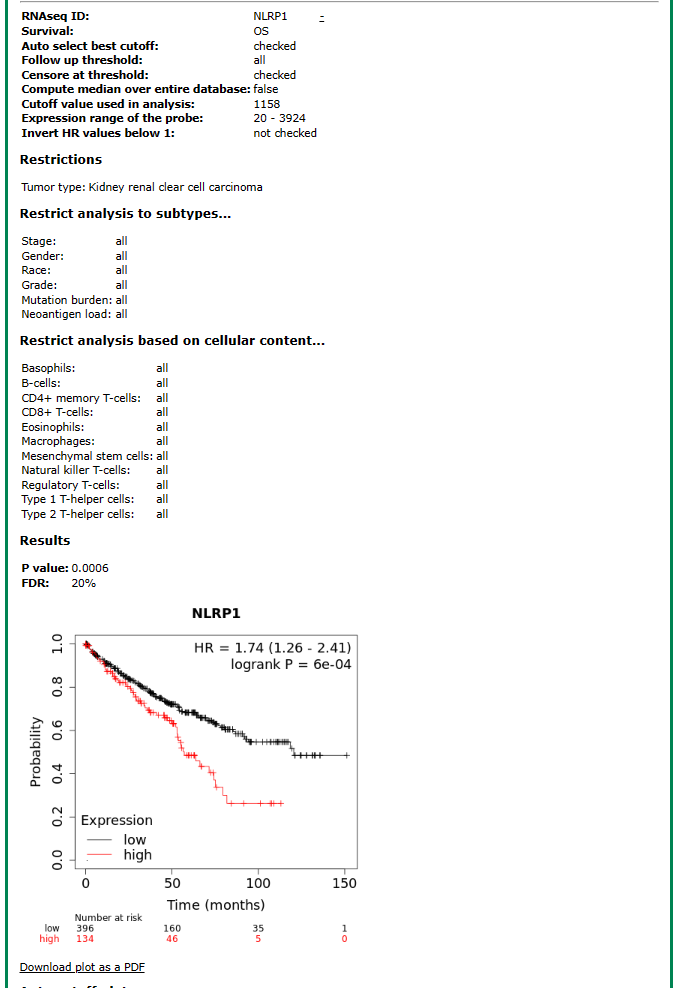 RNAseq ID: NLRP1 -
Survival: OS
Auto select best cutoff: checked
Follow up threshold: all
Censore at threshold: checked
Compute median over entire database: false
Cutoff value used in analysis: 1158
Expression range of the probe: 20 - 3924
Invert HR values below 1: not checked
Restrictions
Tumor type: Kidney renal clear cell carcinoma
Restrict analysis to subtypes...
Stage: all
Gender: all
Race: all
Grade: all
Mutation burden: all
Neoantigen load: all
Restrict analysis based on cellular content...
Basophils: all
B-cells: all
CD4+ memory T-cells: all
CD8+ T-cells: all
Eosinophils: all
Macrophages: all
Mesenchymal stem cells: all
Natural killer T-cells: all
Regulatory T-cells: all
Type 1 T-helper cells: all
Type 2 T-helper cells: all
Results
P value: 0.0006
FDR: 20%
NLRP1
HR = 1.74 (1.26 - 2.41)
logrank P = 6e-04
Probability
1.0
0.8
0.6
0.4
0.2
0.0
Expression
low
high
0 50 100 150
Time (months)
Number at risk
low 396 160 35 1
high 134 46 5 0
Download plot as a PDF